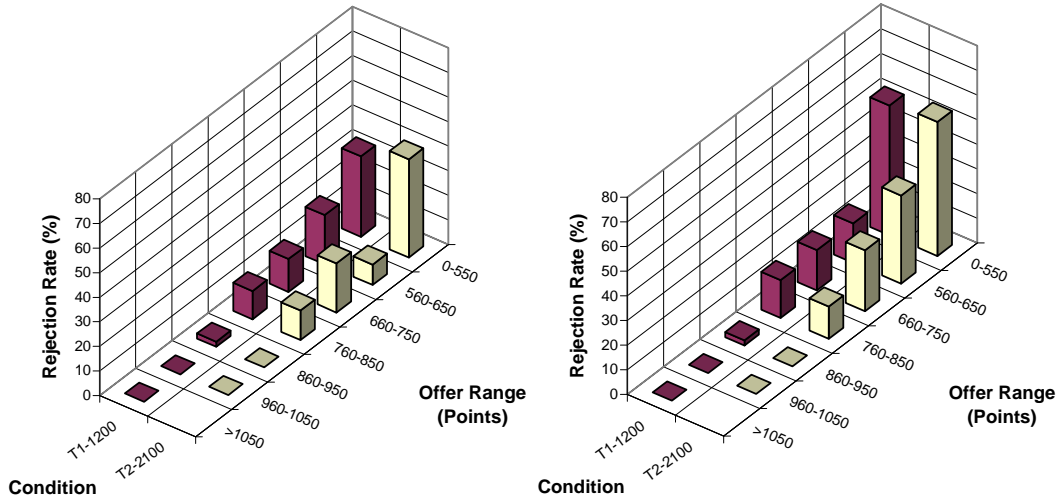 80
70
60
50
40
30
20
10
0
Rejection Rate (%)
T1-1200
T2-2100
Condition
>1050
960-1050
860-950
760-850
660-750
560-650
0-550
Offer Range
(Points)
80
70
60
50
40
30
20
10
0
Rejection Rate (%)
T1-1200
T2-2100
Condition
>1050
960-1050
860-950
760-850
660-750
560-650
0-550
Offer Range
(Points)